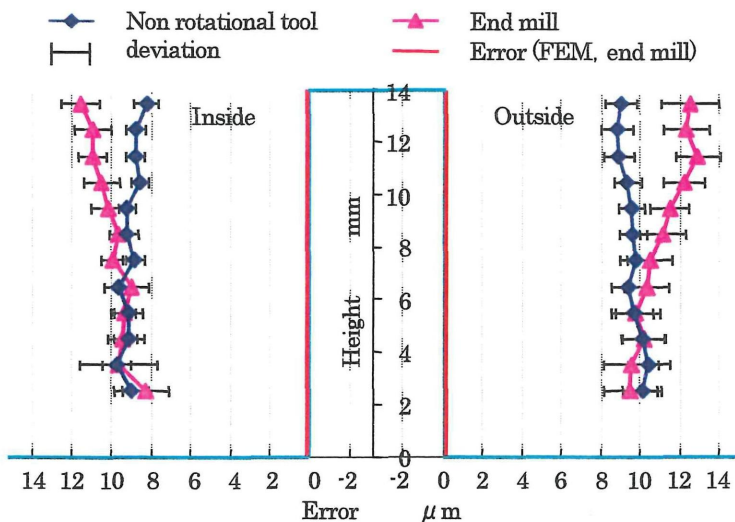 Non rotational tool
End mill
deviation
Error (FEM, end mill)
Inside
Outside
14
12
10
8
6
4
2
0
Height mm
14 12 10 8 6 4 2 0 -2 -2 0 2 4 6 8 10 12 14
Error μm